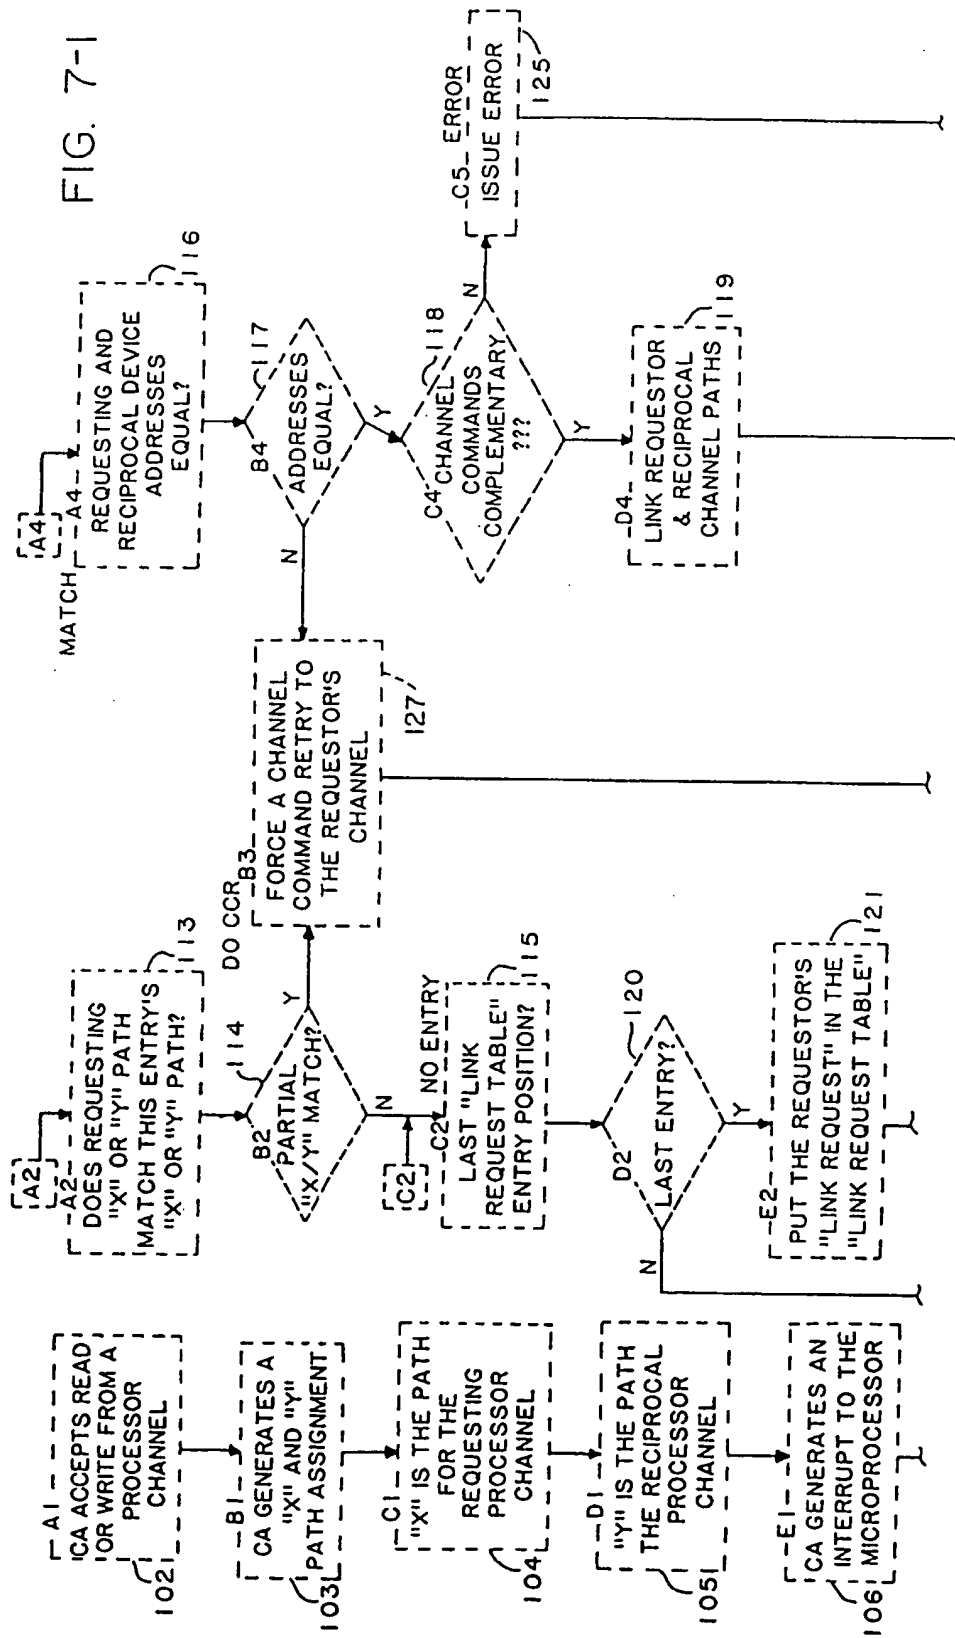 FIG. 7-1
A1
CA ACCEPTS READ
OR WRITE FROM A
PROCESSOR
CHANNEL
102
B1
CA GENERATES A
"X" AND "Y"
PATH ASSIGNMENT
103
C1
"X" IS THE PATH
FOR THE
REQUESTING
PROCESSOR
CHANNEL
104
D1
"Y" IS THE PATH
THE RECIPROCAL
PROCESSOR
CHANNEL
105
E1
CA GENERATES AN
INTERRUPT TO THE
MICROPROCESSOR
106
A2
A2
DOES REQUESTING
"X" OR "Y" PATH
MATCH THIS ENTRY'S
"X" OR "Y" PATH?
113
B2
PARTIAL
"X/Y" MATCH?
114
Y
N
C2
NO ENTRY
C2
LAST "LINK
REQUEST TABLE"
ENTRY POSITION?
115
D2
LAST ENTRY?
120
N
Y
E2
PUT THE REQUESTOR'S
"LINK REQUEST" IN THE
"LINK REQUEST TABLE"
121
DO CCR
B3
FORCE A CHANNEL
COMMAND RETRY TO
THE REQUESTOR'S
CHANNEL
127
A4
MATCH
A4
REQUESTING AND
RECIPROCAL DEVICE
ADDRESSES
EQUAL?
116
B4
ADDRESSES
EQUAL?
117
N
Y
C4
CHANNEL
COMMANDS
COMPLEMENTARY
???
118
N
Y
D4
LINK REQUESTOR
& RECIPROCAL
CHANNEL PATHS
119
C5
ERROR
ISSUE ERROR
125